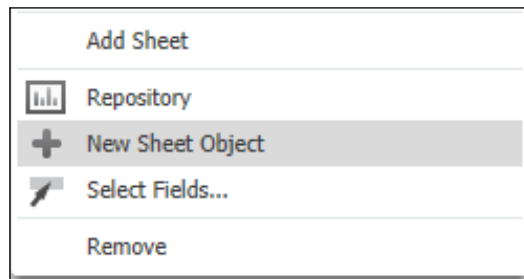 Add Sheet
Repository
New Sheet Object
Select Fields...
Remove